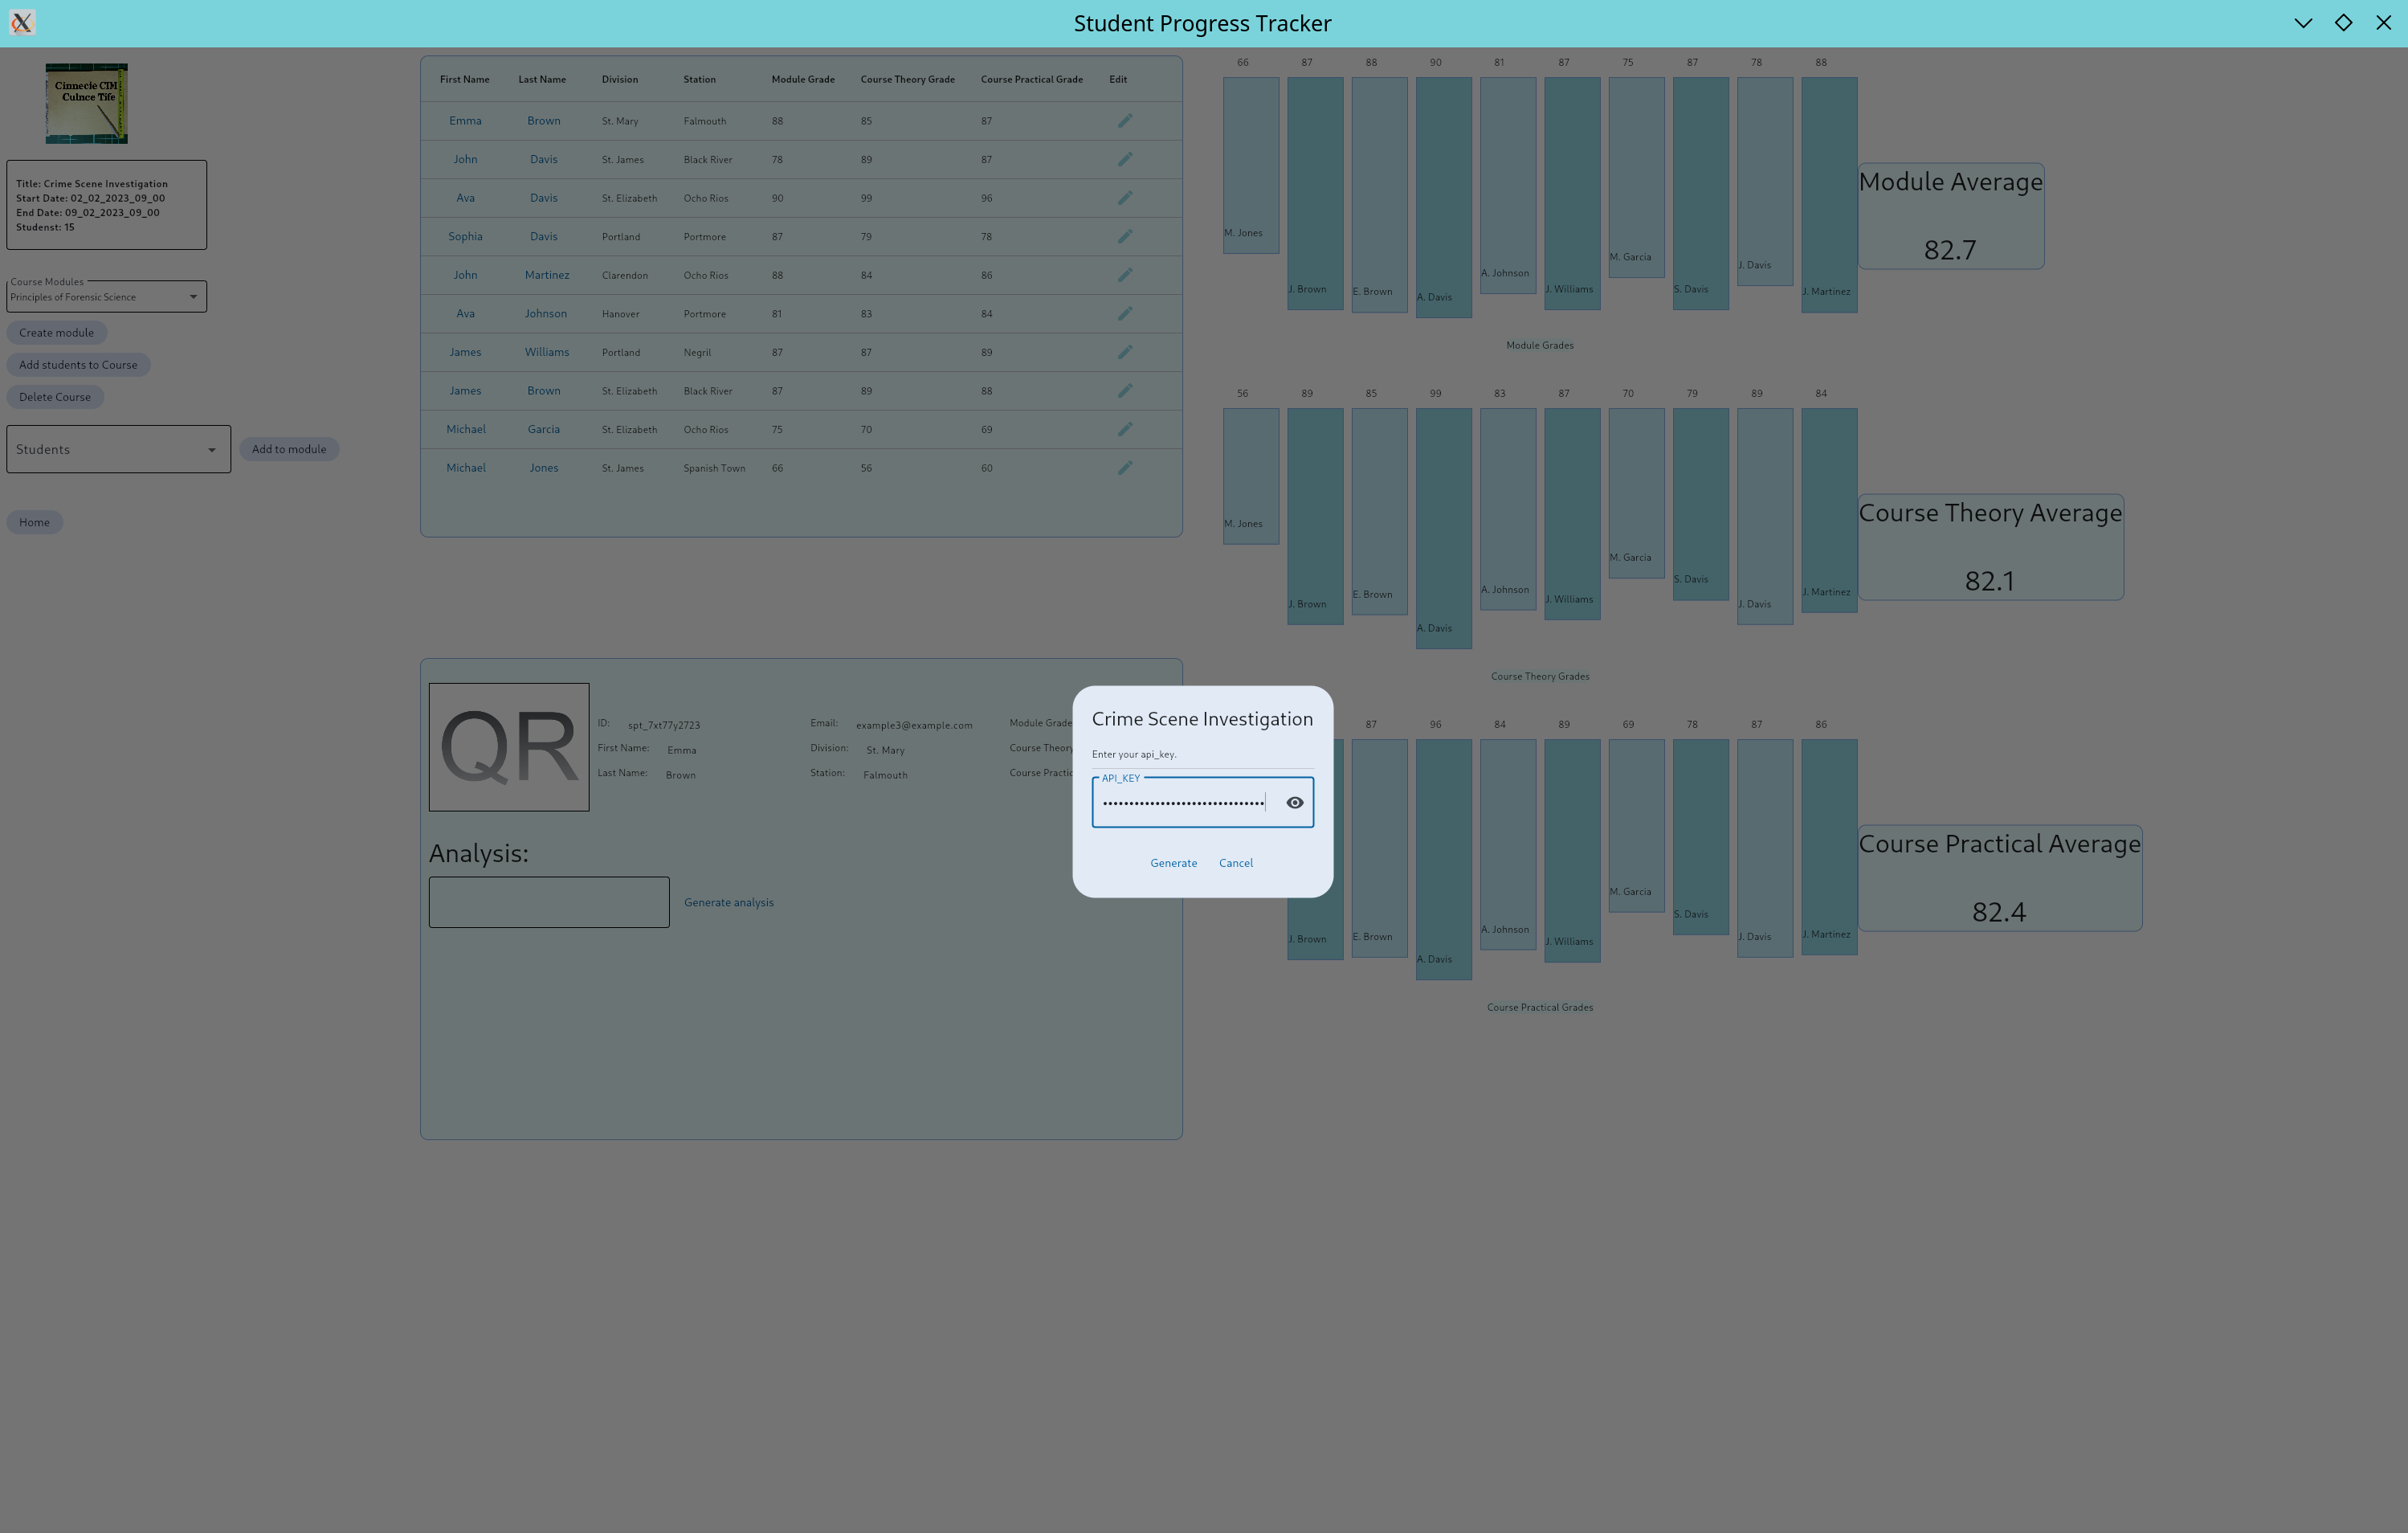 Student Progress Tracker
Cinnecie CIM
Culnce Tife
Title: Crime Scene Investigation
Start Date: 02_02_2023_09_00
End Date: 09_02_2023_09_00
Studenst: 15
Course Modules
Principles of Forensic Science
Create module
Add students to Course
Delete Course
Students
Add to module
Home
First Name Last Name Division Station Module Grade Course Theory Grade Course Practical Grade Edit
Emma Brown St. Mary Falmouth 88 85 87
John Davis St. James Black River 78 89 87
Ava Davis St. Elizabeth Ocho Rios 90 99 96
Sophia Davis Portland Portmore 87 79 78
John Martinez Clarendon Ocho Rios 88 84 86
Ava Johnson Hanover Portmore 81 83 84
James Williams Portland Negril 87 87 89
James Brown St. Elizabeth Black River 87 89 88
Michael Garcia St. Elizabeth Ocho Rios 75 70 69
Michael Jones St. James Spanish Town 66 56 60
QR
ID: spt_7xt77y2723 Email: example3@example.com Module Grade
First Name: Emma Division: St. Mary Course Theory
Last Name: Brown Station: Falmouth Course Practic
Analysis:
Generate analysis
66 87 88 90 81 87 75 87 78 88
M. Jones J. Brown E. Brown A. Davis A. Johnson J. Williams M. Garcia S. Davis J. Davis J. Martinez
Module Grades
Module Average
82.7
56 89 85 99 83 87 70 79 89 84
M. Jones J. Brown E. Brown A. Davis A. Johnson J. Williams M. Garcia S. Davis J. Davis J. Martinez
Course Theory Grades
Course Theory Average
82.1
87 96 84 89 69 78 87 86
J. Brown E. Brown A. Davis A. Johnson J. Williams M. Garcia S. Davis J. Davis J. Martinez
Course Practical Grades
Course Practical Average
82.4
Crime Scene Investigation
Enter your api_key.
API_KEY
Generate Cancel